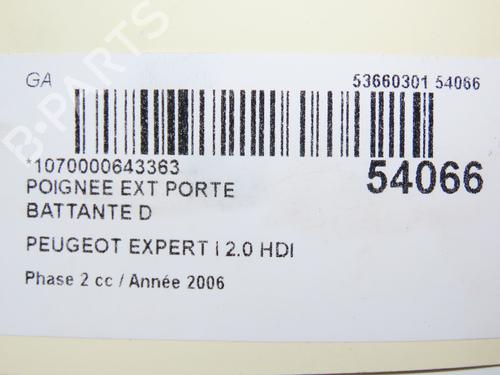 GA
53660301 54066
*1070000643363
54066
POIGNEE EXT PORTE
BATTANTE D
PEUGEOT EXPERT I 2.0 HDI
Phase 2 cc / Année 2006
B-PARTS